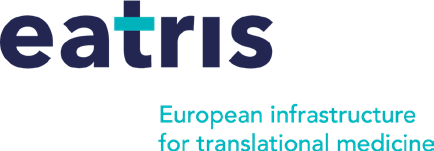 eatris
European infrastructure
for translational medicine